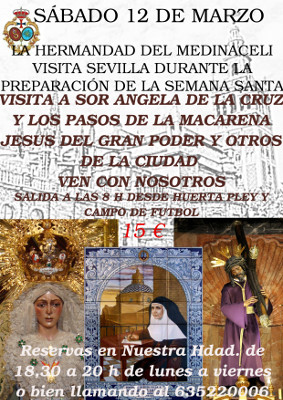 SÁBADO 12 DE MARZO
LA HERMANDAD DEL MEDINACELI
VISITA SEVILLA DURANTE LA
PREPARACIÓN DE LA SEMANA SANTA
VISITA A SOR ANGELA DE LA CRUZ
Y LOS PASOS DE LA MACARENA
JESUS DEL GRAN PODER Y OTROS
DE LA CIUDAD
VEN CON NOSOTROS
SALIDA A LAS 8 H DESDE HUERTA PLEY Y
CAMPO DE FUTBOL
15 €
Reservas en Nuestra Hdad. de
18,30 a 20 h de lunes a viernes
o bien llamando al 635220006